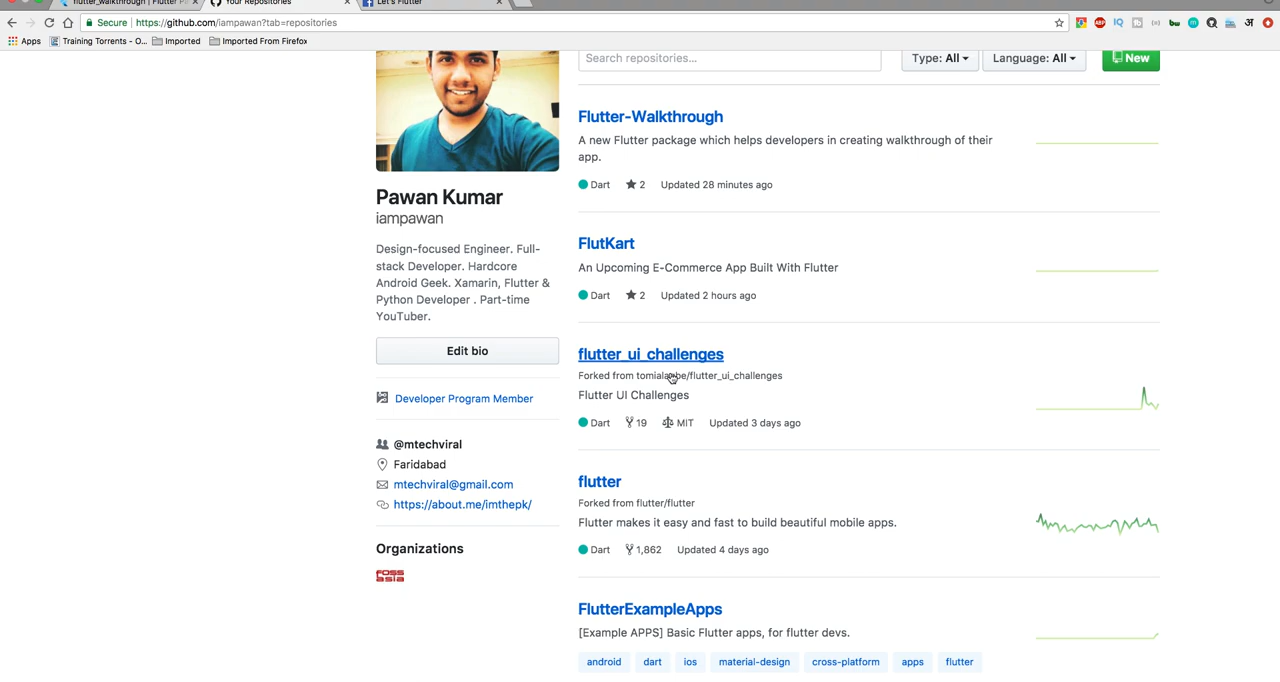 flutter_walkthrough | Flutter Pa
Your Repositories
Let's Flutter
Secure | https://github.com/iampawan?tab=repositories
Apps
Training Torrents - O...
Imported
Imported From Firefox
Search repositories...
Type: All
Language: All
New
Flutter-Walkthrough
A new Flutter package which helps developers in creating walkthrough of their
app.
Dart 2 Updated 28 minutes ago
Pawan Kumar
iampawan
Design-focused Engineer. Full-
stack Developer. Hardcore
Android Geek. Xamarin, Flutter &
Python Developer . Part-time
YouTuber.
Edit bio
Developer Program Member
@mtechviral
Faridabad
mtechviral@gmail.com
https://about.me/imthepk/
Organizations
FOSS
ASIA
FlutKart
An Upcoming E-Commerce App Built With Flutter
Dart 2 Updated 2 hours ago
flutter_ui_challenges
Forked from tomialagbe/flutter_ui_challenges
Flutter UI Challenges
Dart 19 MIT Updated 3 days ago
flutter
Forked from flutter/flutter
Flutter makes it easy and fast to build beautiful mobile apps.
Dart 1,862 Updated 4 days ago
FlutterExampleApps
[Example APPS] Basic Flutter apps, for flutter devs.
android dart ios material-design cross-platform apps flutter